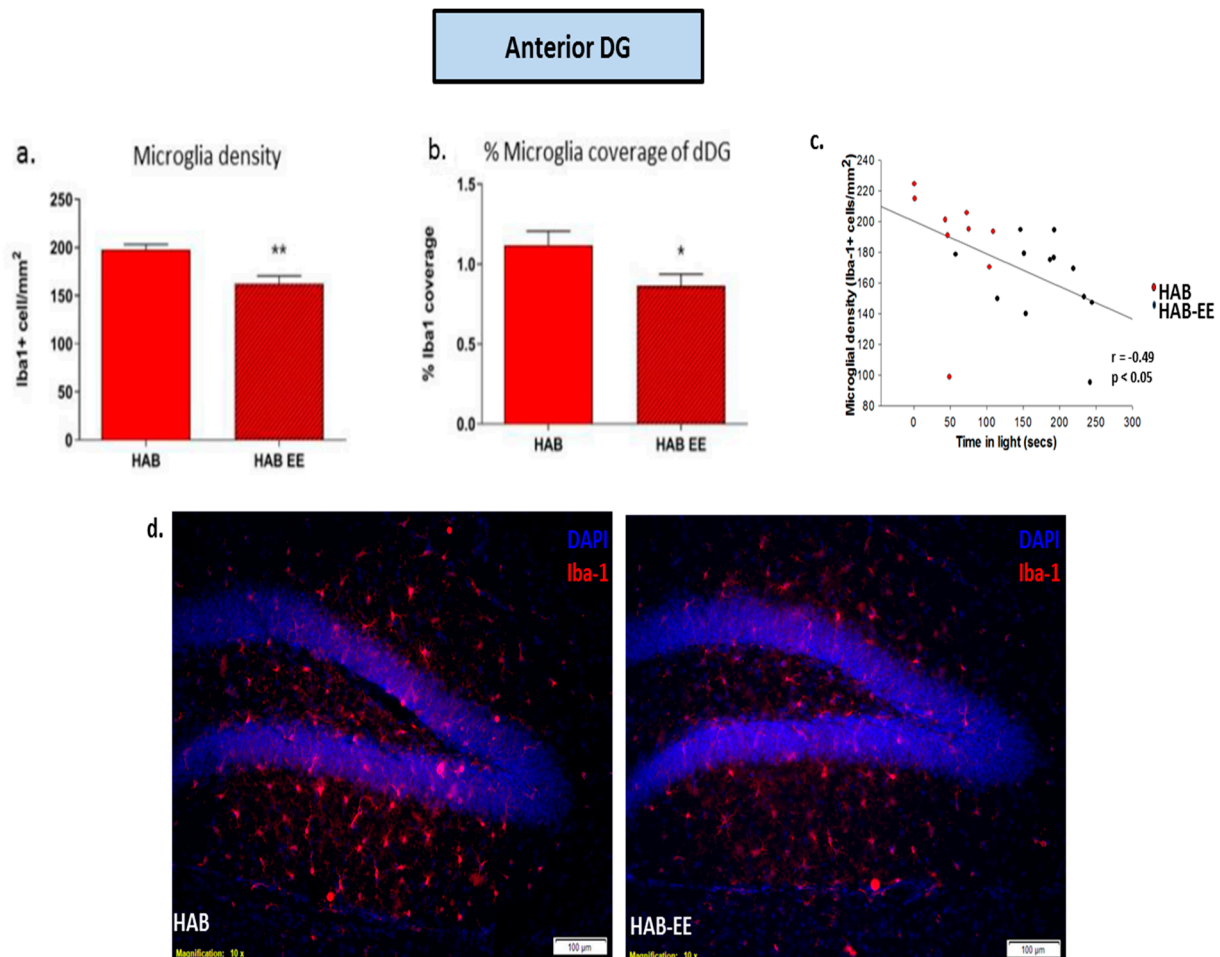 Anterior DG
a.
Microglia density
Iba1+ cell/mm²
250
200
150
100
50
0
**
HAB
HAB EE
b.
% Microglia coverage of dDG
% Iba1 coverage
1.5
1.0
0.5
0.0
*
HAB
HAB EE
c.
Microglial density (Iba-1+ cells/mm²)
240
220
200
180
160
140
120
100
80
0 50 100 150 200 250 300
Time in light (secs)
HAB
HAB-EE
r = -0.49
p < 0.05
d.
DAPI
Iba-1
HAB
Magnification: 10 x
100 µm
DAPI
Iba-1
HAB-EE
Magnification: 10 x
100 µm